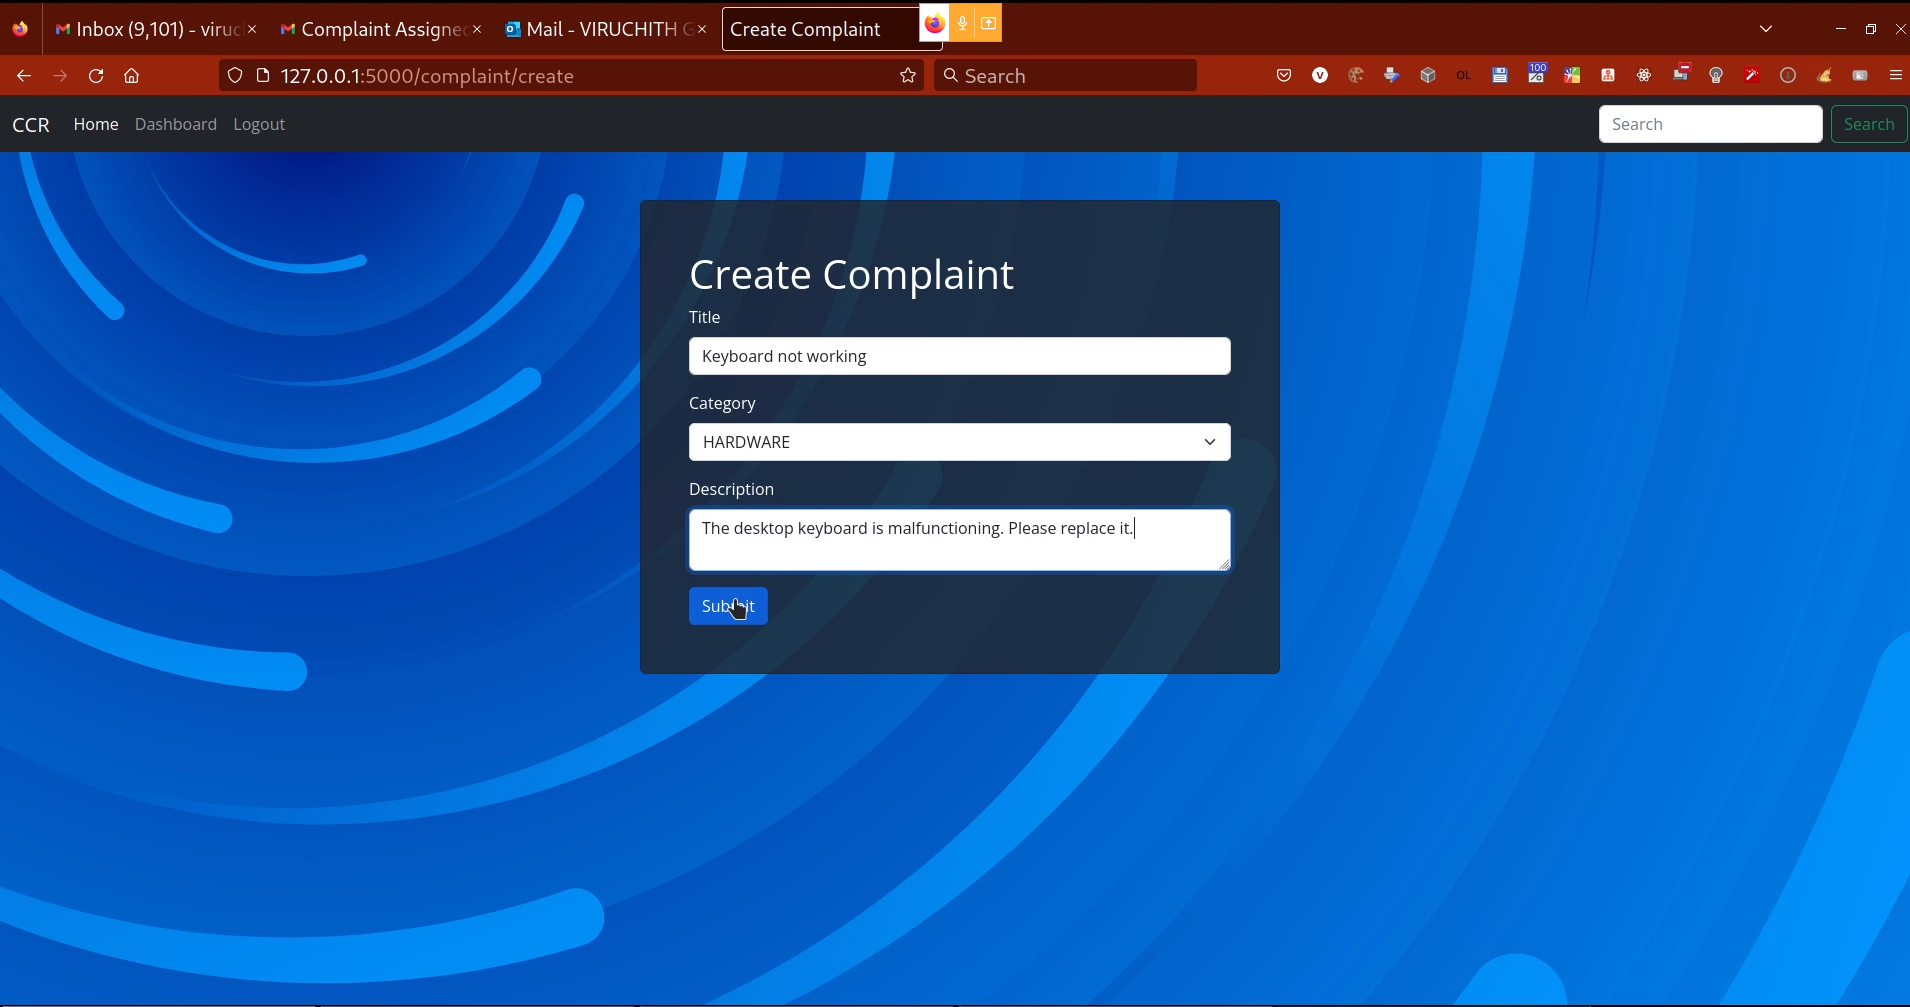 Inbox (9,101) - viruc
Complaint Assigned
Mail - VIRUCHITH G
Create Complaint
127.0.0.1:5000/complaint/create
Search
OL
100
CCR
Home
Dashboard
Logout
Search
Search
Create Complaint
Title
Keyboard not working
Category
HARDWARE
Description
The desktop keyboard is malfunctioning. Please replace it.
Submit